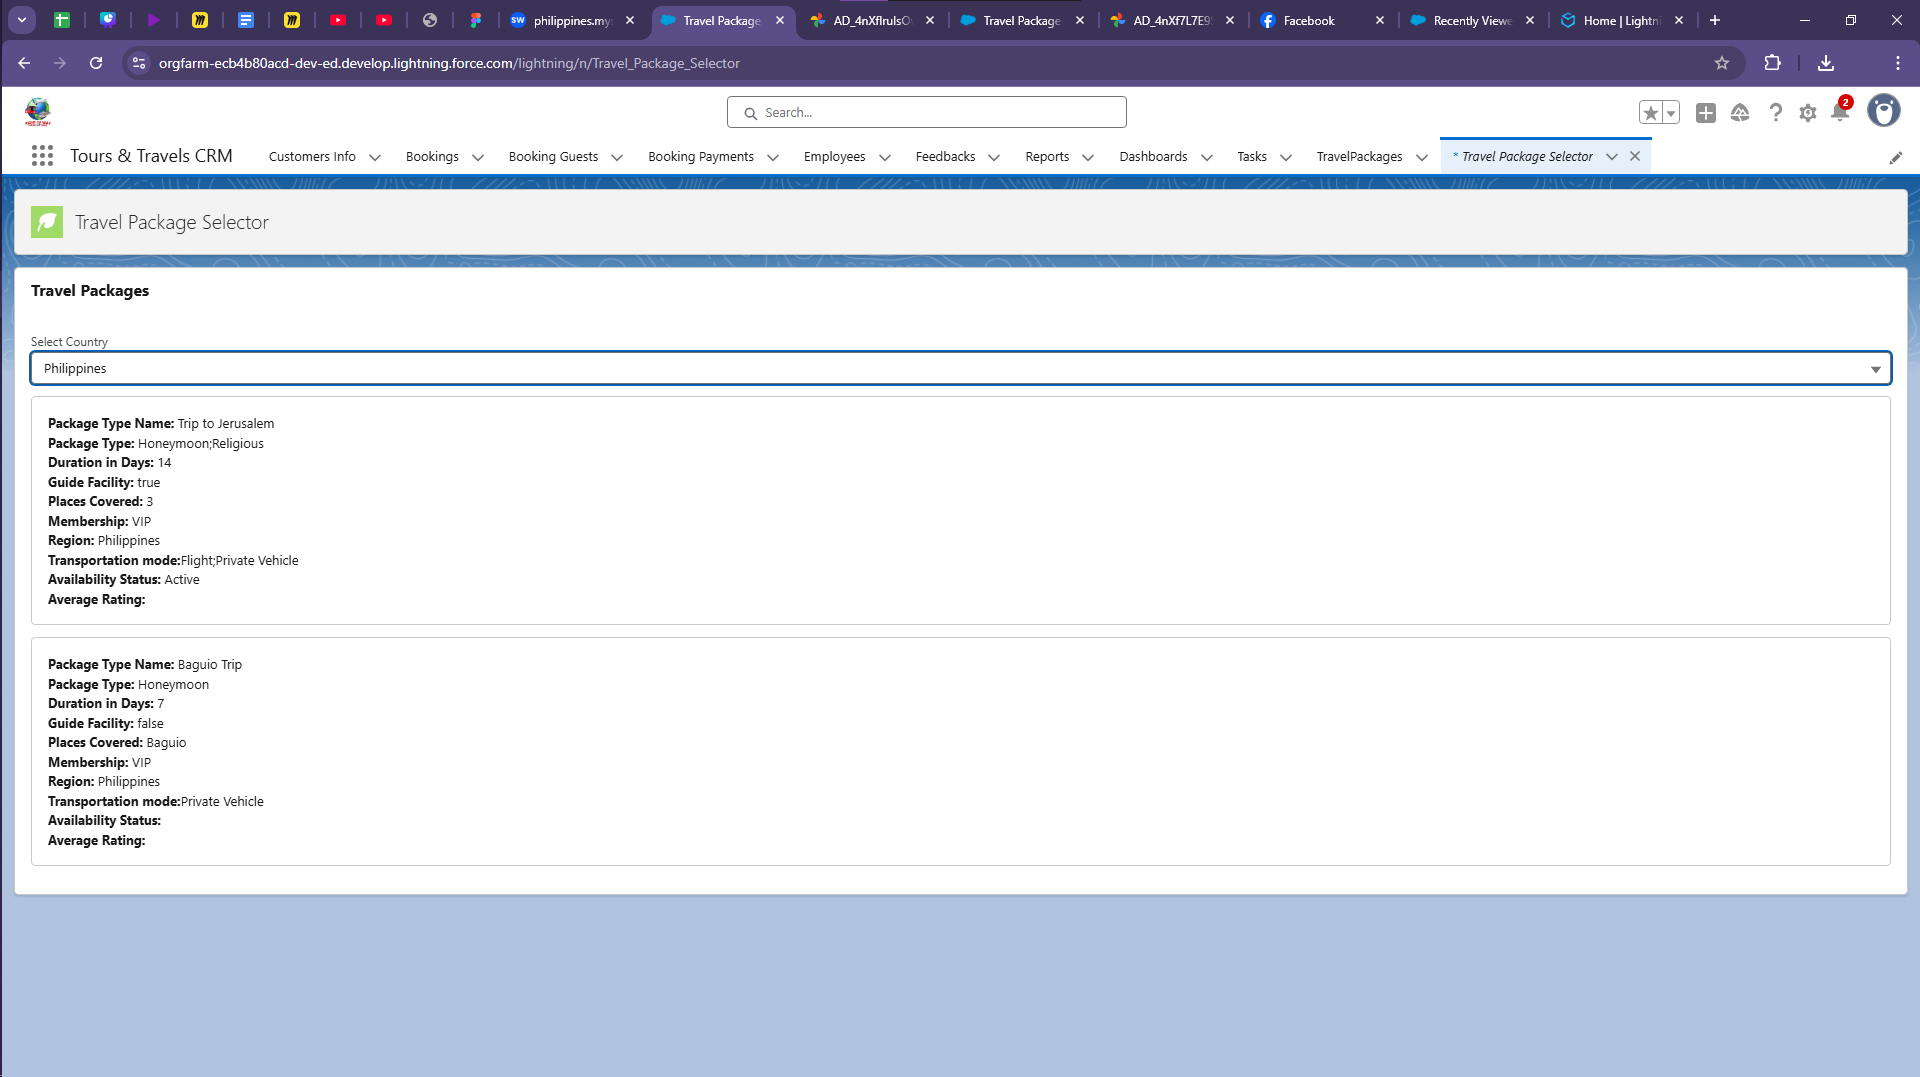 philippines.my
Travel Package
AD_4nXfIrulsO
Travel Package
AD_4nXf7L7E9
Facebook
Recently Viewe
Home | Lightni
orgfarm-ecb4b80acd-dev-ed.develop.lightning.force.com/lightning/n/Travel_Package_Selector
Search...
2
Tours & Travels CRM
Customers Info
Bookings
Booking Guests
Booking Payments
Employees
Feedbacks
Reports
Dashboards
Tasks
TravelPackages
* Travel Package Selector
Travel Package Selector
Travel Packages
Select Country
Philippines
Package Type Name: Trip to Jerusalem
Package Type: Honeymoon;Religious
Duration in Days: 14
Guide Facility: true
Places Covered: 3
Membership: VIP
Region: Philippines
Transportation mode:Flight;Private Vehicle
Availability Status: Active
Average Rating:
Package Type Name: Baguio Trip
Package Type: Honeymoon
Duration in Days: 7
Guide Facility: false
Places Covered: Baguio
Membership: VIP
Region: Philippines
Transportation mode:Private Vehicle
Availability Status:
Average Rating: